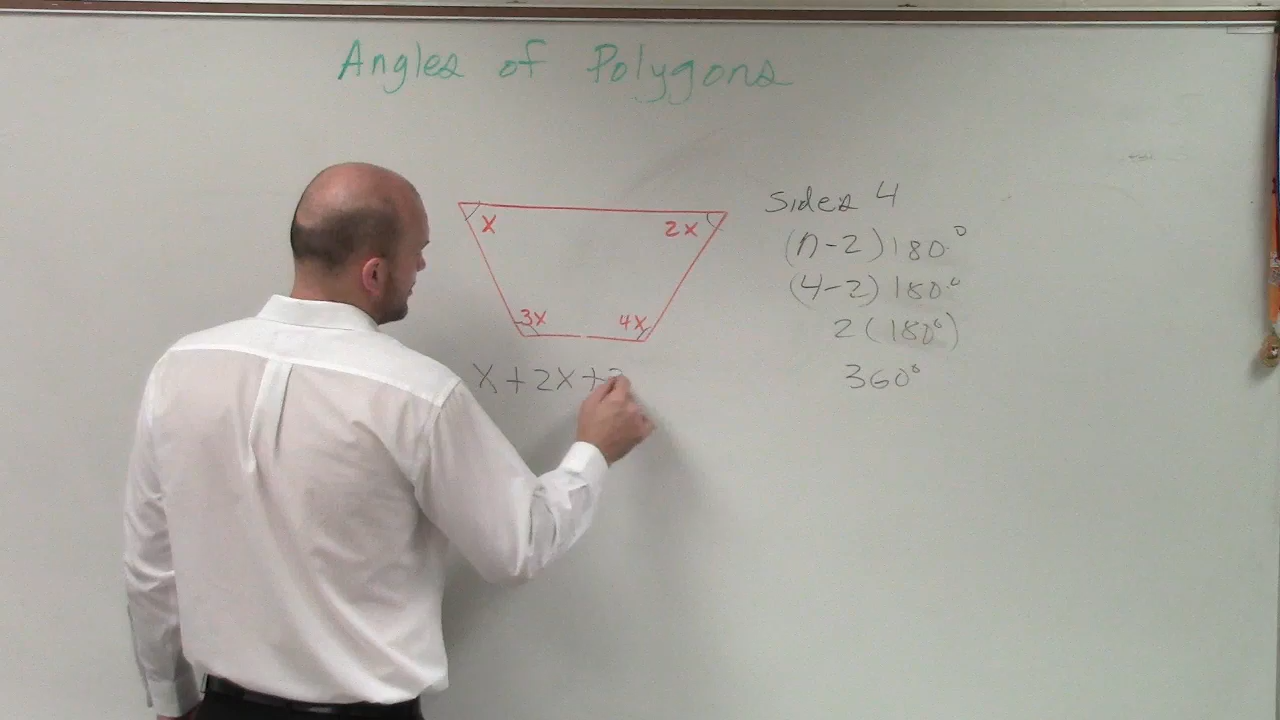 Angles of Polygons
x 2x
3x 4x
x+2x+
Sides 4
(n-2)180°
(4-2)180°
2(180°)
360°